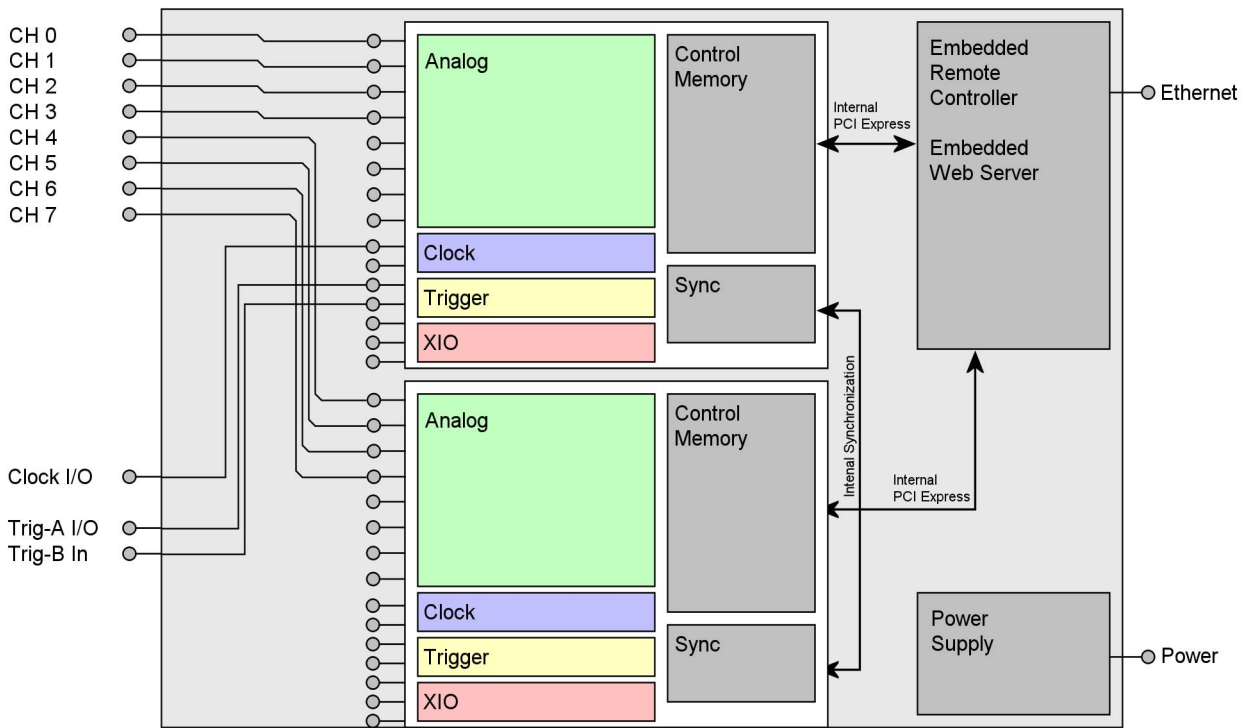 CH 0
CH 1
CH 2
CH 3
CH 4
CH 5
CH 6
CH 7
Clock I/O
Trig-A I/O
Trig-B In
Analog
Control
Memory
Clock
Sync
Trigger
XIO
Analog
Control
Memory
Clock
Sync
Trigger
XIO
Internal
PCI Express
Intenal Synchronization
Internal
PCI Express
Embedded
Remote
Controller
Embedded
Web Server
Ethernet
Power
Supply
Power